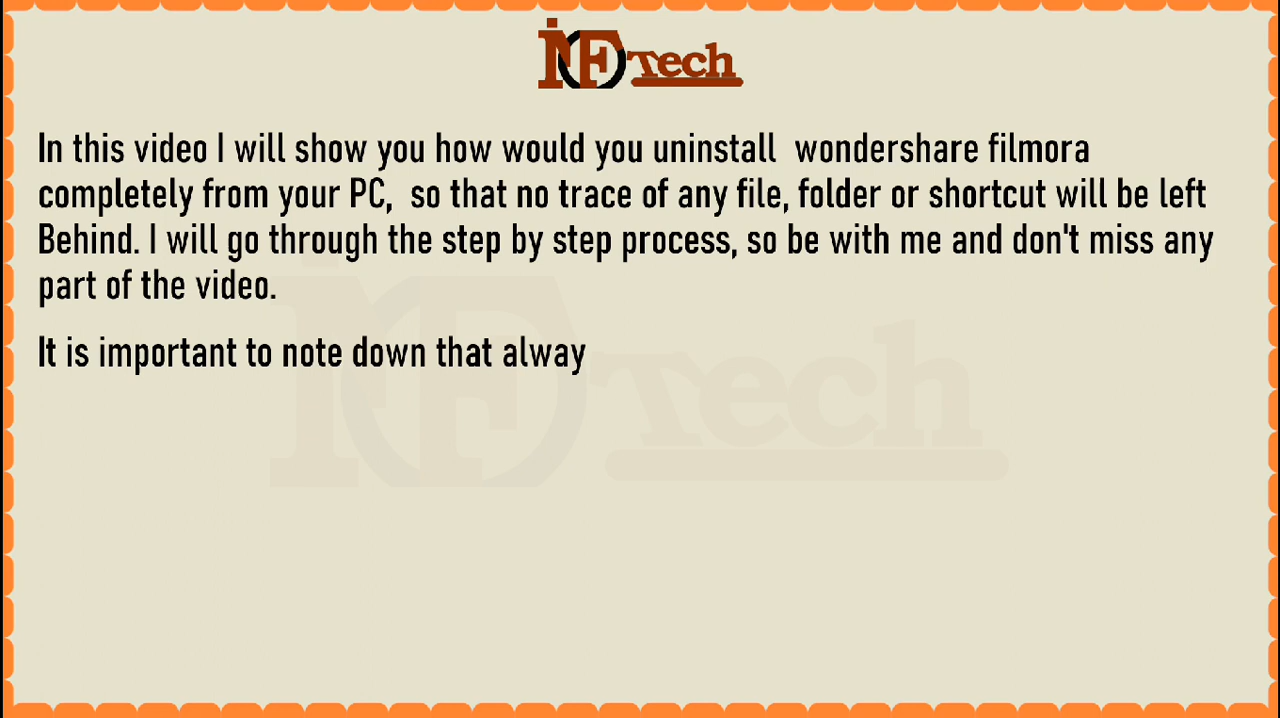 iNFOTech
In this video I will show you how would you uninstall  wondershare filmora
completely from your PC,  so that no trace of any file, folder or shortcut will be left
Behind. I will go through the step by step process, so be with me and don't miss any
part of the video.
It is important to note down that alway
iNFOTech